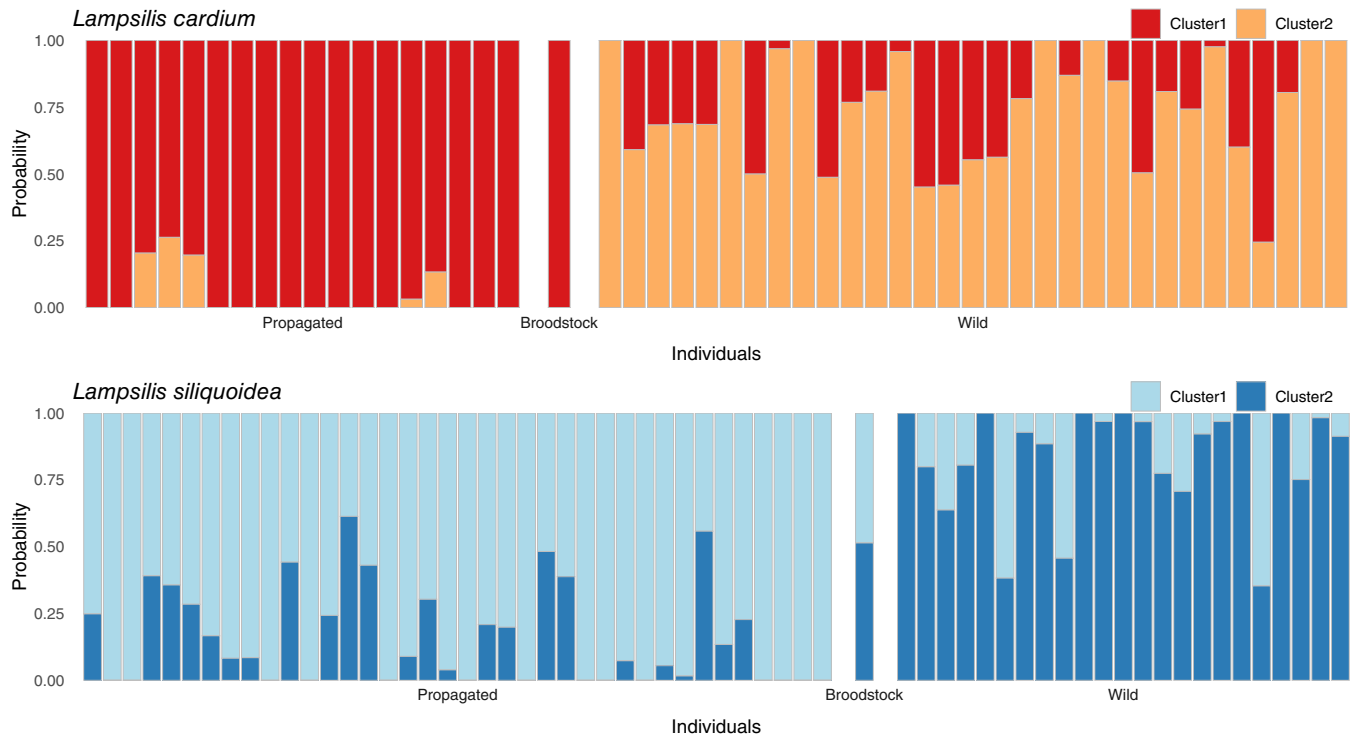 Lampsilis cardium
Cluster1 Cluster2
1.00
0.75
0.50
0.25
0.00
Probability
Propagated Broodstock Wild
Individuals
Lampsilis siliquoidea
Cluster1 Cluster2
1.00
0.75
0.50
0.25
0.00
Probability
Propagated Broodstock Wild
Individuals